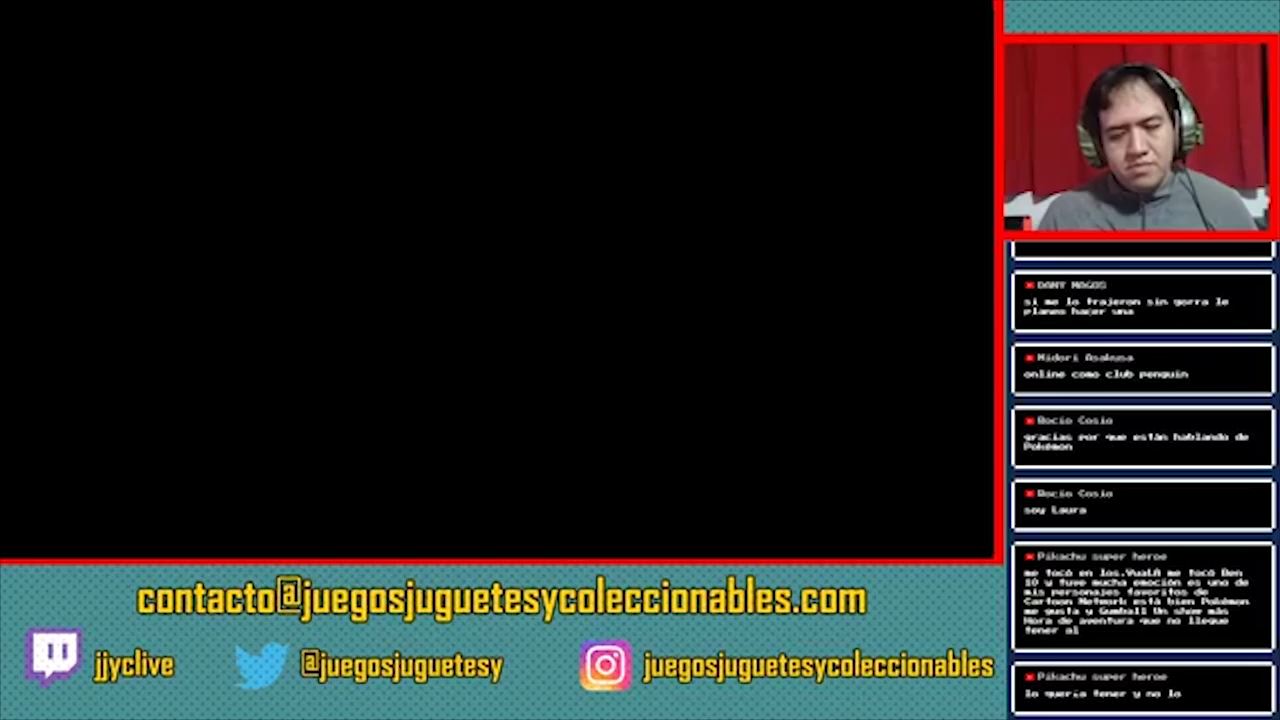 DANY MAGOS
si me lo trajeron sin gorra le
planeo hacer una
Midori Asakusa
online como club penguin
Rocio Cosio
gracias por que están hablando de
Pokémon
Rocio Cosio
soy Laura
Pikachu super heroe
me tocó en los.YuaLA me tocó Ben
10 y tuve mucha emoción es uno de
mis personajes favoritos de
Cartoon Network está bien Pokémon
me gusta y Gumball Un show más
Hora de aventura que no llegue
tener al
Pikachu super heroe
lo quería tener y no lo
contacto@juegosjuguetesycoleccionables.com
jjyclive
@juegosjuguetesy
juegosjuguetesycoleccionables